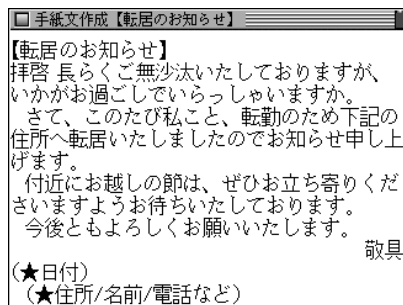 手紙文作成【転居のお知らせ】
【転居のお知らせ】
拝啓 長らくご無沙汰いたしておりますが、
いかがお過ごしでいらっしゃいますか。
さて、このたび私こと、転勤のため下記の
住所へ転居いたしましたのでお知らせ申し上
げます。
付近にお越しの節は、ぜひお立ち寄りくだ
さいますようお待ちいたしております。
今後ともよろしくお願いいたします。
敬具
(★日付)
(★住所/名前/電話など)